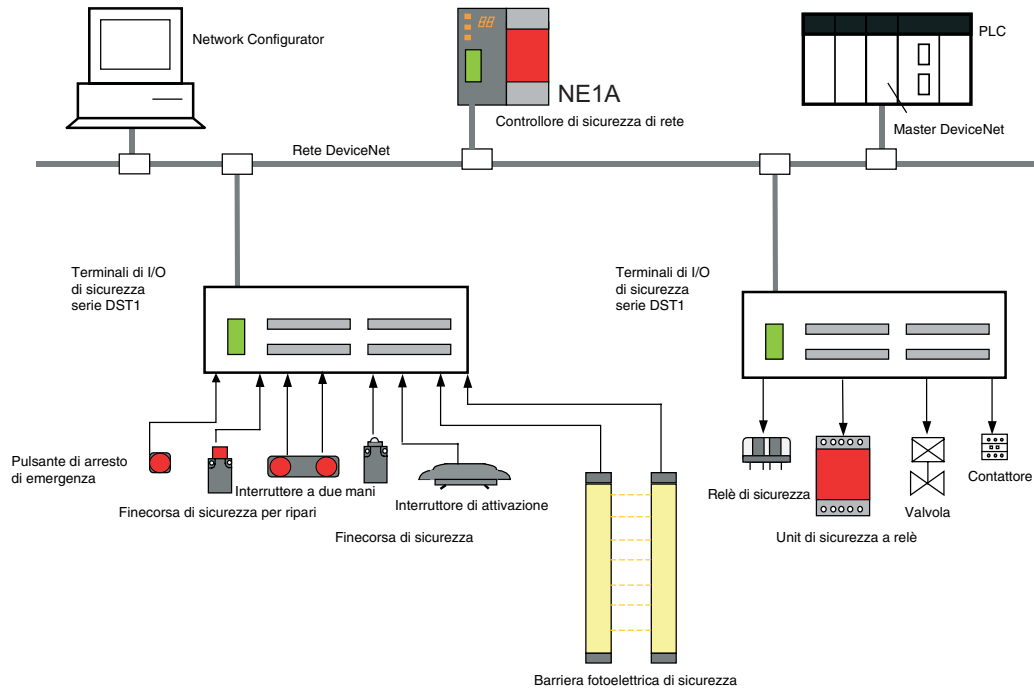 Network Configurator
88
NE1A
Controllore di sicurezza di rete
PLC
Master DeviceNet
Rete DeviceNet
Terminali di I/O
di sicurezza
serie DST1
Terminali di I/O
di sicurezza
serie DST1
Pulsante di arresto
di emergenza
Interruttore a due mani
Finecorsa di sicurezza per ripari
Interruttore di attivazione
Finecorsa di sicurezza
Barriera fotoelettrica di sicurezza
Relè di sicurezza
Unit di sicurezza a relè
Valvola
Contattore